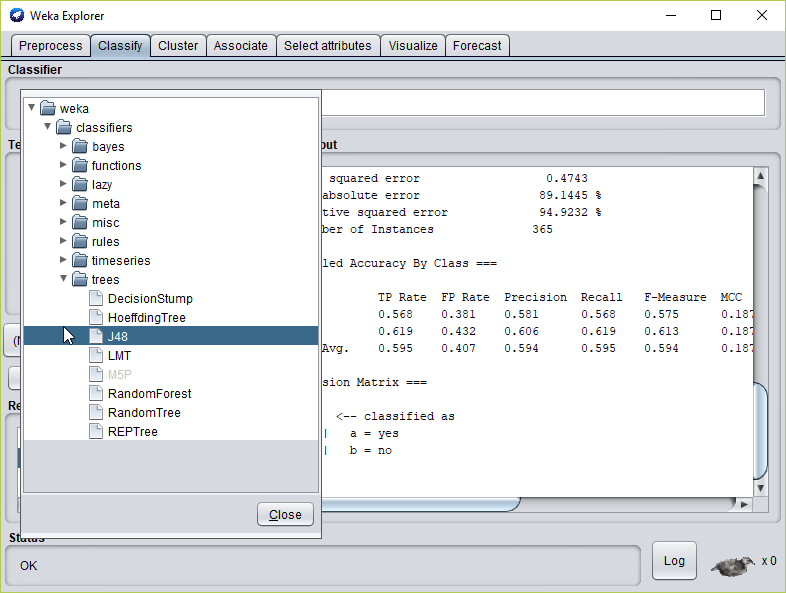 Weka Explorer
Preprocess Classify Cluster Associate Select attributes Visualize Forecast
Classifier
weka
classifiers
bayes
functions
lazy
meta
misc
rules
timeseries
trees
DecisionStump
HoeffdingTree
J48
LMT
M5P
RandomForest
RandomTree
REPTree
Close
squared error 0.4743
absolute error 89.1445 %
tive squared error 94.9232 %
ber of Instances 365
led Accuracy By Class ===
TP Rate FP Rate Precision Recall F-Measure MCC
0.568 0.381 0.581 0.568 0.575 0.187
0.619 0.432 0.606 0.619 0.613 0.187
Avg. 0.595 0.407 0.594 0.595 0.594 0.187
sion Matrix ===
<-- classified as
| a = yes
| b = no
Status
OK
Log
x 0